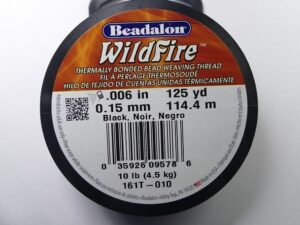 Beadalon
WildFire™
THERMALLY BONDED BEAD WEAVING THREAD
FIL À PERLAGE THERMOSOUDÉ
HILO DE TEJIDO DE CUENTAS UNIDAS TÉRMICAMENTE
.006 in 125 yd
0.15 mm 114.4 m
Black, Noir, Negro
0 35926 09578 6
10 lb (4.5 kg)
161T-010